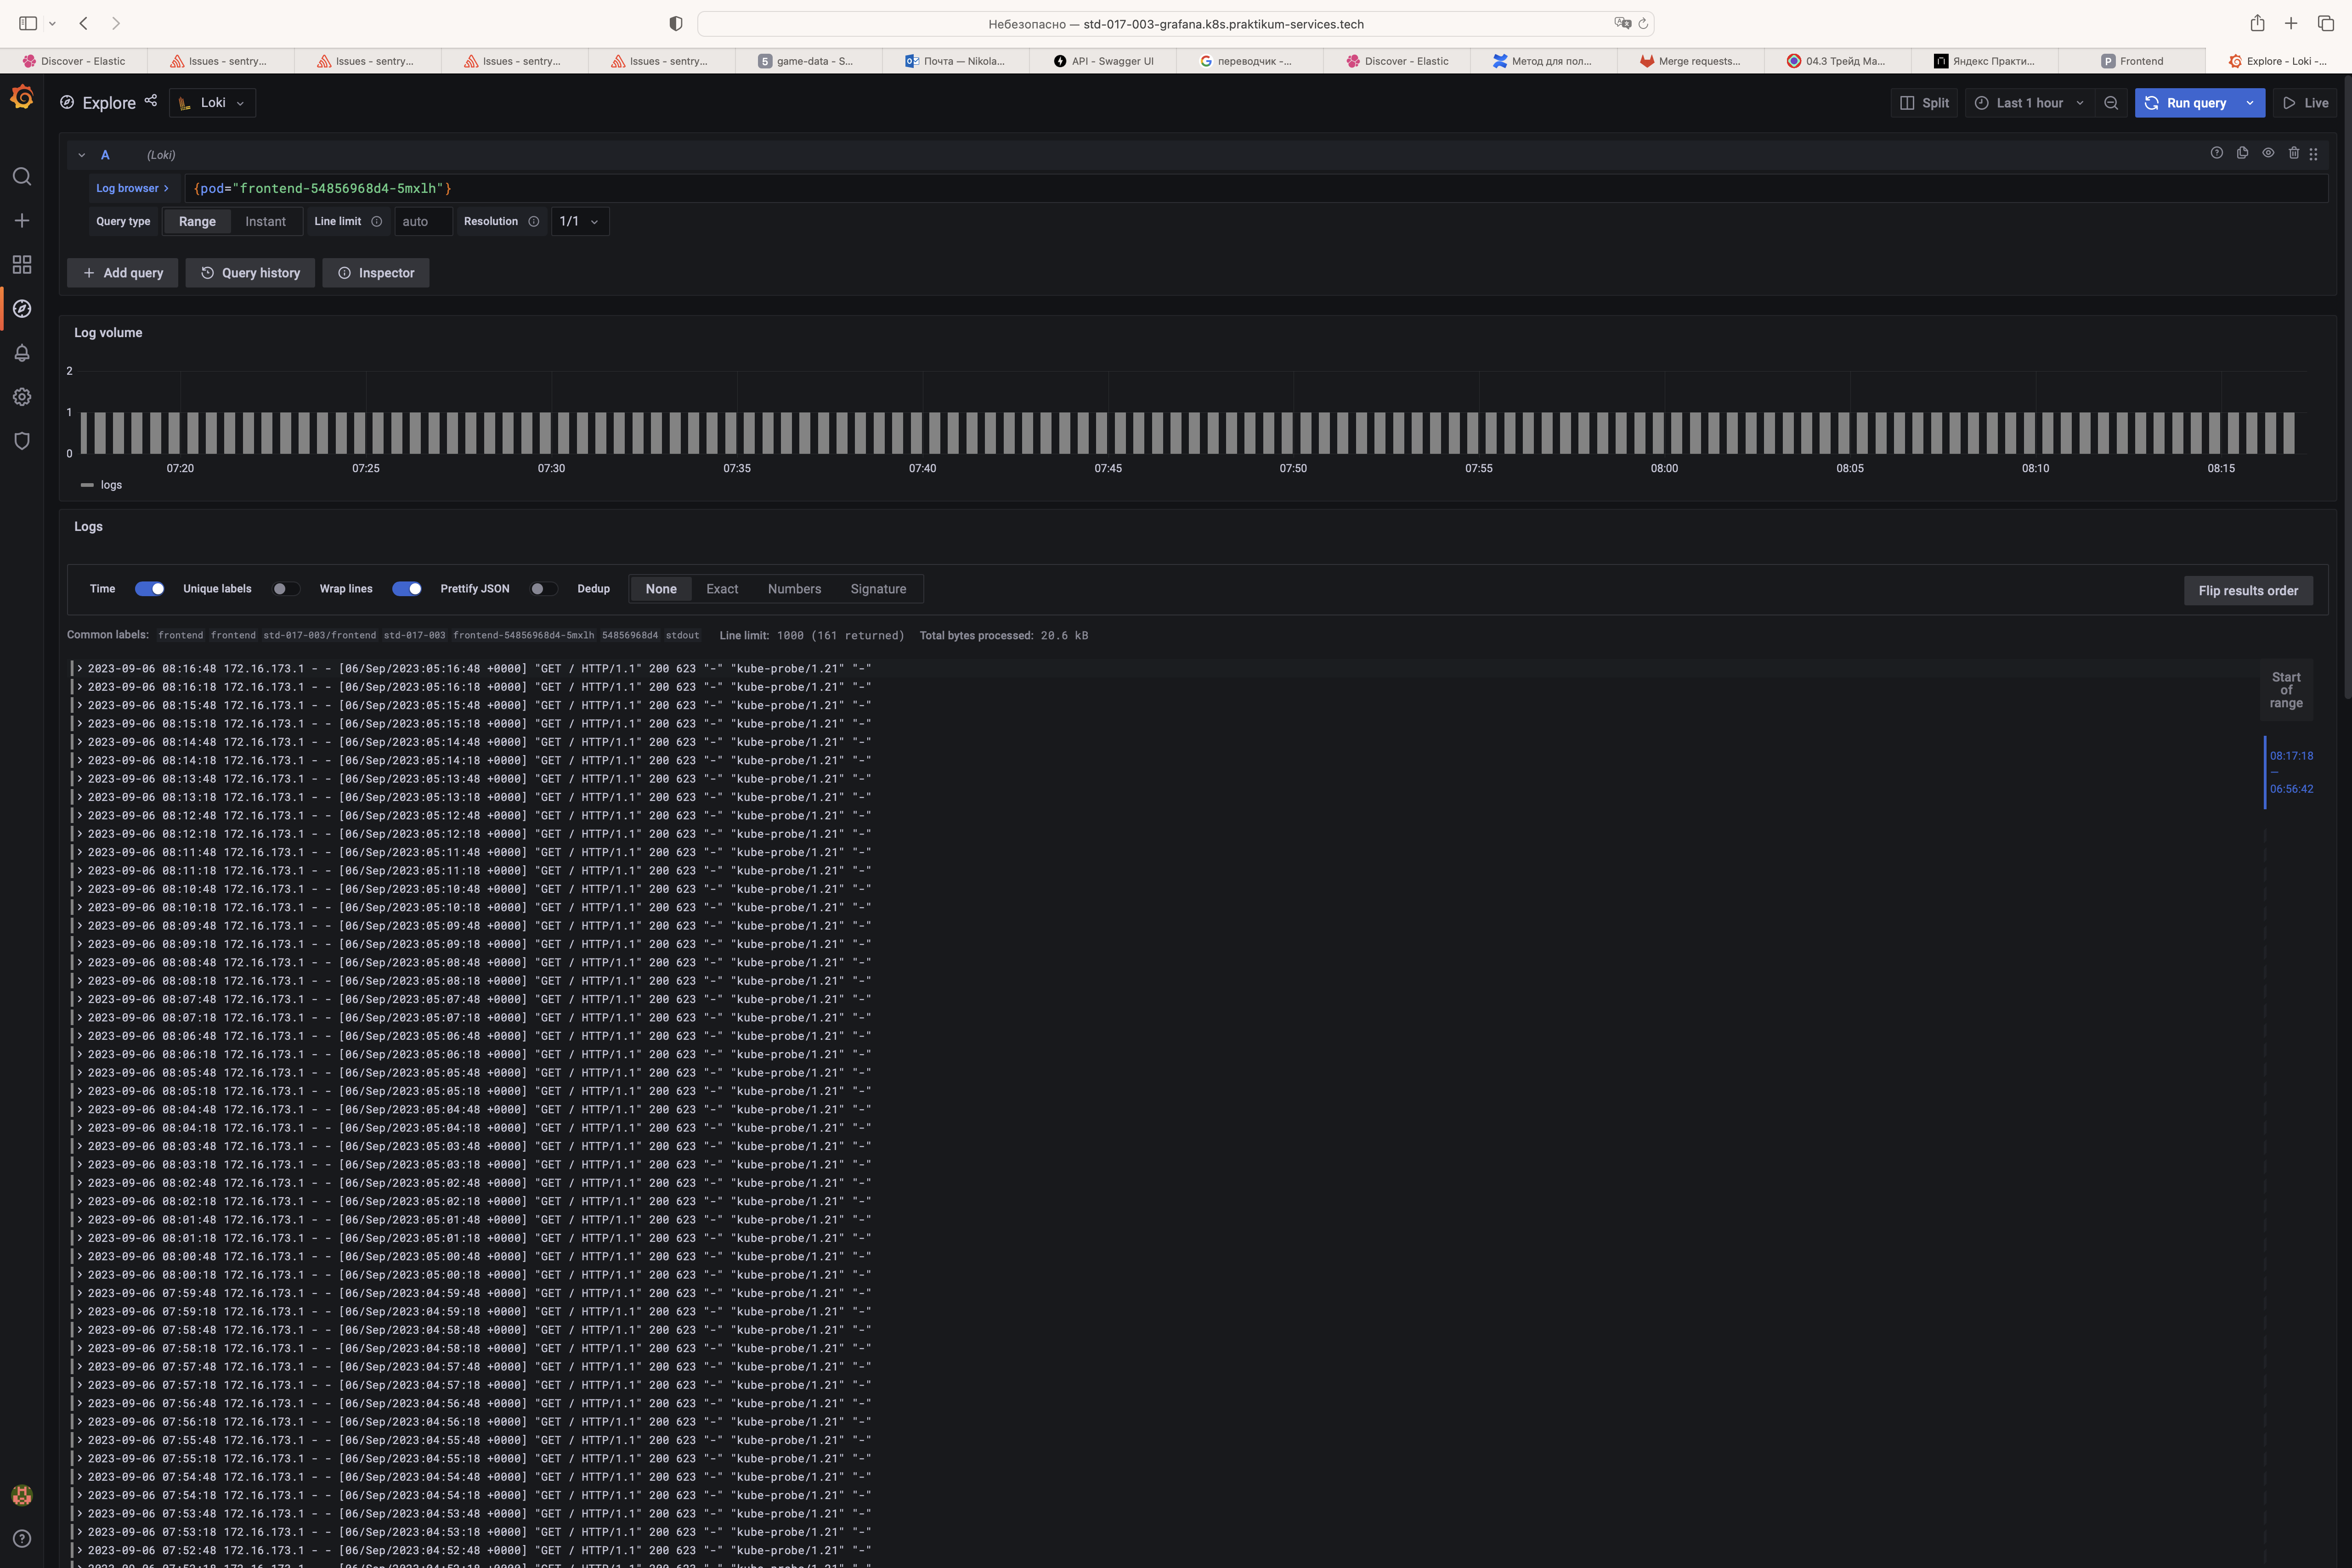 Небезопасно — std-017-003-grafana.k8s.praktikum-services.tech
Discover - Elastic
Issues - sentry...
Issues - sentry...
Issues - sentry...
Issues - sentry...
5 game-data - S...
Почта — Nikola...
API - Swagger UI
переводчик -...
Discover - Elastic
Метод для пол...
Merge requests...
04.3 Трейд Ма...
Яндекс Практи...
P Frontend
Explore - Loki -...
Explore
Loki
Split
Last 1 hour
Run query
Live
A (Loki)
Log browser >
{pod="frontend-54856968d4-5mxlh"}
Query type Range Instant Line limit auto Resolution 1/1
+ Add query Query history Inspector
Log volume
2
1
0
07:20 07:25 07:30 07:35 07:40 07:45 07:50 07:55 08:00 08:05 08:10 08:15
logs
Logs
Time Unique labels Wrap lines Prettify JSON Dedup None Exact Numbers Signature Flip results order
Common labels: frontend frontend std-017-003/frontend std-017-003 frontend-54856968d4-5mxlh 54856968d4 stdout Line limit: 1000 (161 returned) Total bytes processed: 20.6 kB
> 2023-09-06 08:16:48 172.16.173.1 - - [06/Sep/2023:05:16:48 +0000] "GET / HTTP/1.1" 200 623 "-" "kube-probe/1.21" "-"
> 2023-09-06 08:16:18 172.16.173.1 - - [06/Sep/2023:05:16:18 +0000] "GET / HTTP/1.1" 200 623 "-" "kube-probe/1.21" "-"
> 2023-09-06 08:15:48 172.16.173.1 - - [06/Sep/2023:05:15:48 +0000] "GET / HTTP/1.1" 200 623 "-" "kube-probe/1.21" "-"
> 2023-09-06 08:15:18 172.16.173.1 - - [06/Sep/2023:05:15:18 +0000] "GET / HTTP/1.1" 200 623 "-" "kube-probe/1.21" "-"
> 2023-09-06 08:14:48 172.16.173.1 - - [06/Sep/2023:05:14:48 +0000] "GET / HTTP/1.1" 200 623 "-" "kube-probe/1.21" "-"
> 2023-09-06 08:14:18 172.16.173.1 - - [06/Sep/2023:05:14:18 +0000] "GET / HTTP/1.1" 200 623 "-" "kube-probe/1.21" "-"
> 2023-09-06 08:13:48 172.16.173.1 - - [06/Sep/2023:05:13:48 +0000] "GET / HTTP/1.1" 200 623 "-" "kube-probe/1.21" "-"
> 2023-09-06 08:13:18 172.16.173.1 - - [06/Sep/2023:05:13:18 +0000] "GET / HTTP/1.1" 200 623 "-" "kube-probe/1.21" "-"
> 2023-09-06 08:12:48 172.16.173.1 - - [06/Sep/2023:05:12:48 +0000] "GET / HTTP/1.1" 200 623 "-" "kube-probe/1.21" "-"
> 2023-09-06 08:12:18 172.16.173.1 - - [06/Sep/2023:05:12:18 +0000] "GET / HTTP/1.1" 200 623 "-" "kube-probe/1.21" "-"
> 2023-09-06 08:11:48 172.16.173.1 - - [06/Sep/2023:05:11:48 +0000] "GET / HTTP/1.1" 200 623 "-" "kube-probe/1.21" "-"
> 2023-09-06 08:11:18 172.16.173.1 - - [06/Sep/2023:05:11:18 +0000] "GET / HTTP/1.1" 200 623 "-" "kube-probe/1.21" "-"
> 2023-09-06 08:10:48 172.16.173.1 - - [06/Sep/2023:05:10:48 +0000] "GET / HTTP/1.1" 200 623 "-" "kube-probe/1.21" "-"
> 2023-09-06 08:10:18 172.16.173.1 - - [06/Sep/2023:05:10:18 +0000] "GET / HTTP/1.1" 200 623 "-" "kube-probe/1.21" "-"
> 2023-09-06 08:09:48 172.16.173.1 - - [06/Sep/2023:05:09:48 +0000] "GET / HTTP/1.1" 200 623 "-" "kube-probe/1.21" "-"
> 2023-09-06 08:09:18 172.16.173.1 - - [06/Sep/2023:05:09:18 +0000] "GET / HTTP/1.1" 200 623 "-" "kube-probe/1.21" "-"
> 2023-09-06 08:08:48 172.16.173.1 - - [06/Sep/2023:05:08:48 +0000] "GET / HTTP/1.1" 200 623 "-" "kube-probe/1.21" "-"
> 2023-09-06 08:08:18 172.16.173.1 - - [06/Sep/2023:05:08:18 +0000] "GET / HTTP/1.1" 200 623 "-" "kube-probe/1.21" "-"
> 2023-09-06 08:07:48 172.16.173.1 - - [06/Sep/2023:05:07:48 +0000] "GET / HTTP/1.1" 200 623 "-" "kube-probe/1.21" "-"
> 2023-09-06 08:07:18 172.16.173.1 - - [06/Sep/2023:05:07:18 +0000] "GET / HTTP/1.1" 200 623 "-" "kube-probe/1.21" "-"
> 2023-09-06 08:06:48 172.16.173.1 - - [06/Sep/2023:05:06:48 +0000] "GET / HTTP/1.1" 200 623 "-" "kube-probe/1.21" "-"
> 2023-09-06 08:06:18 172.16.173.1 - - [06/Sep/2023:05:06:18 +0000] "GET / HTTP/1.1" 200 623 "-" "kube-probe/1.21" "-"
> 2023-09-06 08:05:48 172.16.173.1 - - [06/Sep/2023:05:05:48 +0000] "GET / HTTP/1.1" 200 623 "-" "kube-probe/1.21" "-"
> 2023-09-06 08:05:18 172.16.173.1 - - [06/Sep/2023:05:05:18 +0000] "GET / HTTP/1.1" 200 623 "-" "kube-probe/1.21" "-"
> 2023-09-06 08:04:48 172.16.173.1 - - [06/Sep/2023:05:04:48 +0000] "GET / HTTP/1.1" 200 623 "-" "kube-probe/1.21" "-"
> 2023-09-06 08:04:18 172.16.173.1 - - [06/Sep/2023:05:04:18 +0000] "GET / HTTP/1.1" 200 623 "-" "kube-probe/1.21" "-"
> 2023-09-06 08:03:48 172.16.173.1 - - [06/Sep/2023:05:03:48 +0000] "GET / HTTP/1.1" 200 623 "-" "kube-probe/1.21" "-"
> 2023-09-06 08:03:18 172.16.173.1 - - [06/Sep/2023:05:03:18 +0000] "GET / HTTP/1.1" 200 623 "-" "kube-probe/1.21" "-"
> 2023-09-06 08:02:48 172.16.173.1 - - [06/Sep/2023:05:02:48 +0000] "GET / HTTP/1.1" 200 623 "-" "kube-probe/1.21" "-"
> 2023-09-06 08:02:18 172.16.173.1 - - [06/Sep/2023:05:02:18 +0000] "GET / HTTP/1.1" 200 623 "-" "kube-probe/1.21" "-"
> 2023-09-06 08:01:48 172.16.173.1 - - [06/Sep/2023:05:01:48 +0000] "GET / HTTP/1.1" 200 623 "-" "kube-probe/1.21" "-"
> 2023-09-06 08:01:18 172.16.173.1 - - [06/Sep/2023:05:01:18 +0000] "GET / HTTP/1.1" 200 623 "-" "kube-probe/1.21" "-"
> 2023-09-06 08:00:48 172.16.173.1 - - [06/Sep/2023:05:00:48 +0000] "GET / HTTP/1.1" 200 623 "-" "kube-probe/1.21" "-"
> 2023-09-06 08:00:18 172.16.173.1 - - [06/Sep/2023:05:00:18 +0000] "GET / HTTP/1.1" 200 623 "-" "kube-probe/1.21" "-"
> 2023-09-06 07:59:48 172.16.173.1 - - [06/Sep/2023:04:59:48 +0000] "GET / HTTP/1.1" 200 623 "-" "kube-probe/1.21" "-"
> 2023-09-06 07:59:18 172.16.173.1 - - [06/Sep/2023:04:59:18 +0000] "GET / HTTP/1.1" 200 623 "-" "kube-probe/1.21" "-"
> 2023-09-06 07:58:48 172.16.173.1 - - [06/Sep/2023:04:58:48 +0000] "GET / HTTP/1.1" 200 623 "-" "kube-probe/1.21" "-"
> 2023-09-06 07:58:18 172.16.173.1 - - [06/Sep/2023:04:58:18 +0000] "GET / HTTP/1.1" 200 623 "-" "kube-probe/1.21" "-"
> 2023-09-06 07:57:48 172.16.173.1 - - [06/Sep/2023:04:57:48 +0000] "GET / HTTP/1.1" 200 623 "-" "kube-probe/1.21" "-"
> 2023-09-06 07:57:18 172.16.173.1 - - [06/Sep/2023:04:57:18 +0000] "GET / HTTP/1.1" 200 623 "-" "kube-probe/1.21" "-"
> 2023-09-06 07:56:48 172.16.173.1 - - [06/Sep/2023:04:56:48 +0000] "GET / HTTP/1.1" 200 623 "-" "kube-probe/1.21" "-"
> 2023-09-06 07:56:18 172.16.173.1 - - [06/Sep/2023:04:56:18 +0000] "GET / HTTP/1.1" 200 623 "-" "kube-probe/1.21" "-"
> 2023-09-06 07:55:48 172.16.173.1 - - [06/Sep/2023:04:55:48 +0000] "GET / HTTP/1.1" 200 623 "-" "kube-probe/1.21" "-"
> 2023-09-06 07:55:18 172.16.173.1 - - [06/Sep/2023:04:55:18 +0000] "GET / HTTP/1.1" 200 623 "-" "kube-probe/1.21" "-"
> 2023-09-06 07:54:48 172.16.173.1 - - [06/Sep/2023:04:54:48 +0000] "GET / HTTP/1.1" 200 623 "-" "kube-probe/1.21" "-"
> 2023-09-06 07:54:18 172.16.173.1 - - [06/Sep/2023:04:54:18 +0000] "GET / HTTP/1.1" 200 623 "-" "kube-probe/1.21" "-"
> 2023-09-06 07:53:48 172.16.173.1 - - [06/Sep/2023:04:53:48 +0000] "GET / HTTP/1.1" 200 623 "-" "kube-probe/1.21" "-"
> 2023-09-06 07:53:18 172.16.173.1 - - [06/Sep/2023:04:53:18 +0000] "GET / HTTP/1.1" 200 623 "-" "kube-probe/1.21" "-"
> 2023-09-06 07:52:48 172.16.173.1 - - [06/Sep/2023:04:52:48 +0000] "GET / HTTP/1.1" 200 623 "-" "kube-probe/1.21" "-"
Start
of
range
08:17:18
—
06:56:42